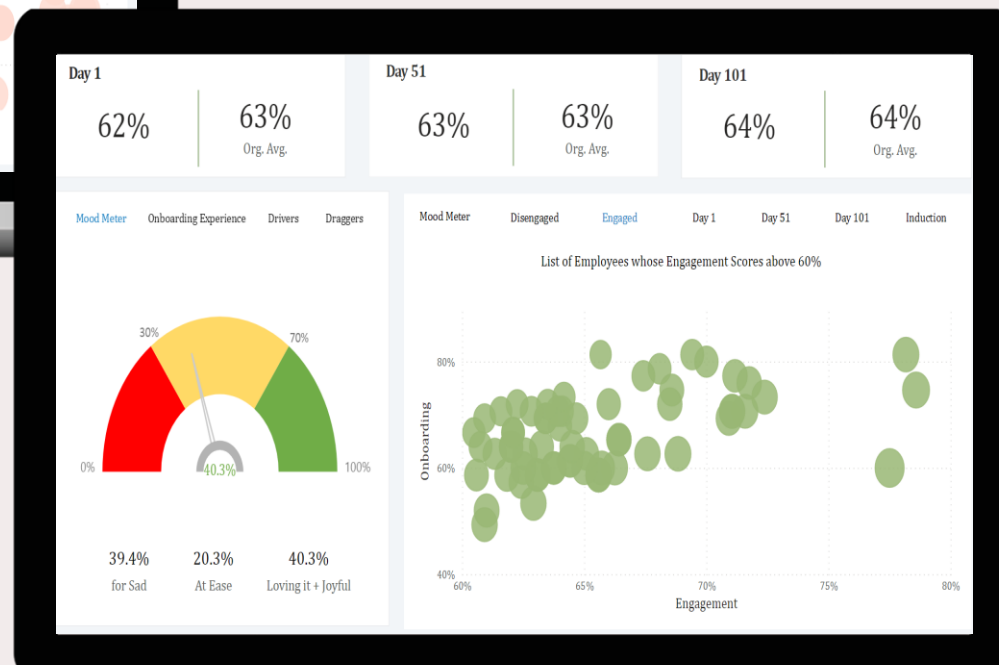 Day 1
62%
63%
Org. Avg.
Day 51
63%
63%
Org. Avg.
Day 101
64%
64%
Org. Avg.
Mood Meter Onboarding Experience Drivers Draggers
30%
70%
0%
40.3%
100%
39.4% 20.3% 40.3%
for Sad At Ease Loving it + Joyful
Mood Meter Disengaged Engaged Day 1 Day 51 Day 101 Induction
List of Employees whose Engagement Scores above 60%
Onboarding
80%
60%
40%
60% 65% 70% 75% 80%
Engagement